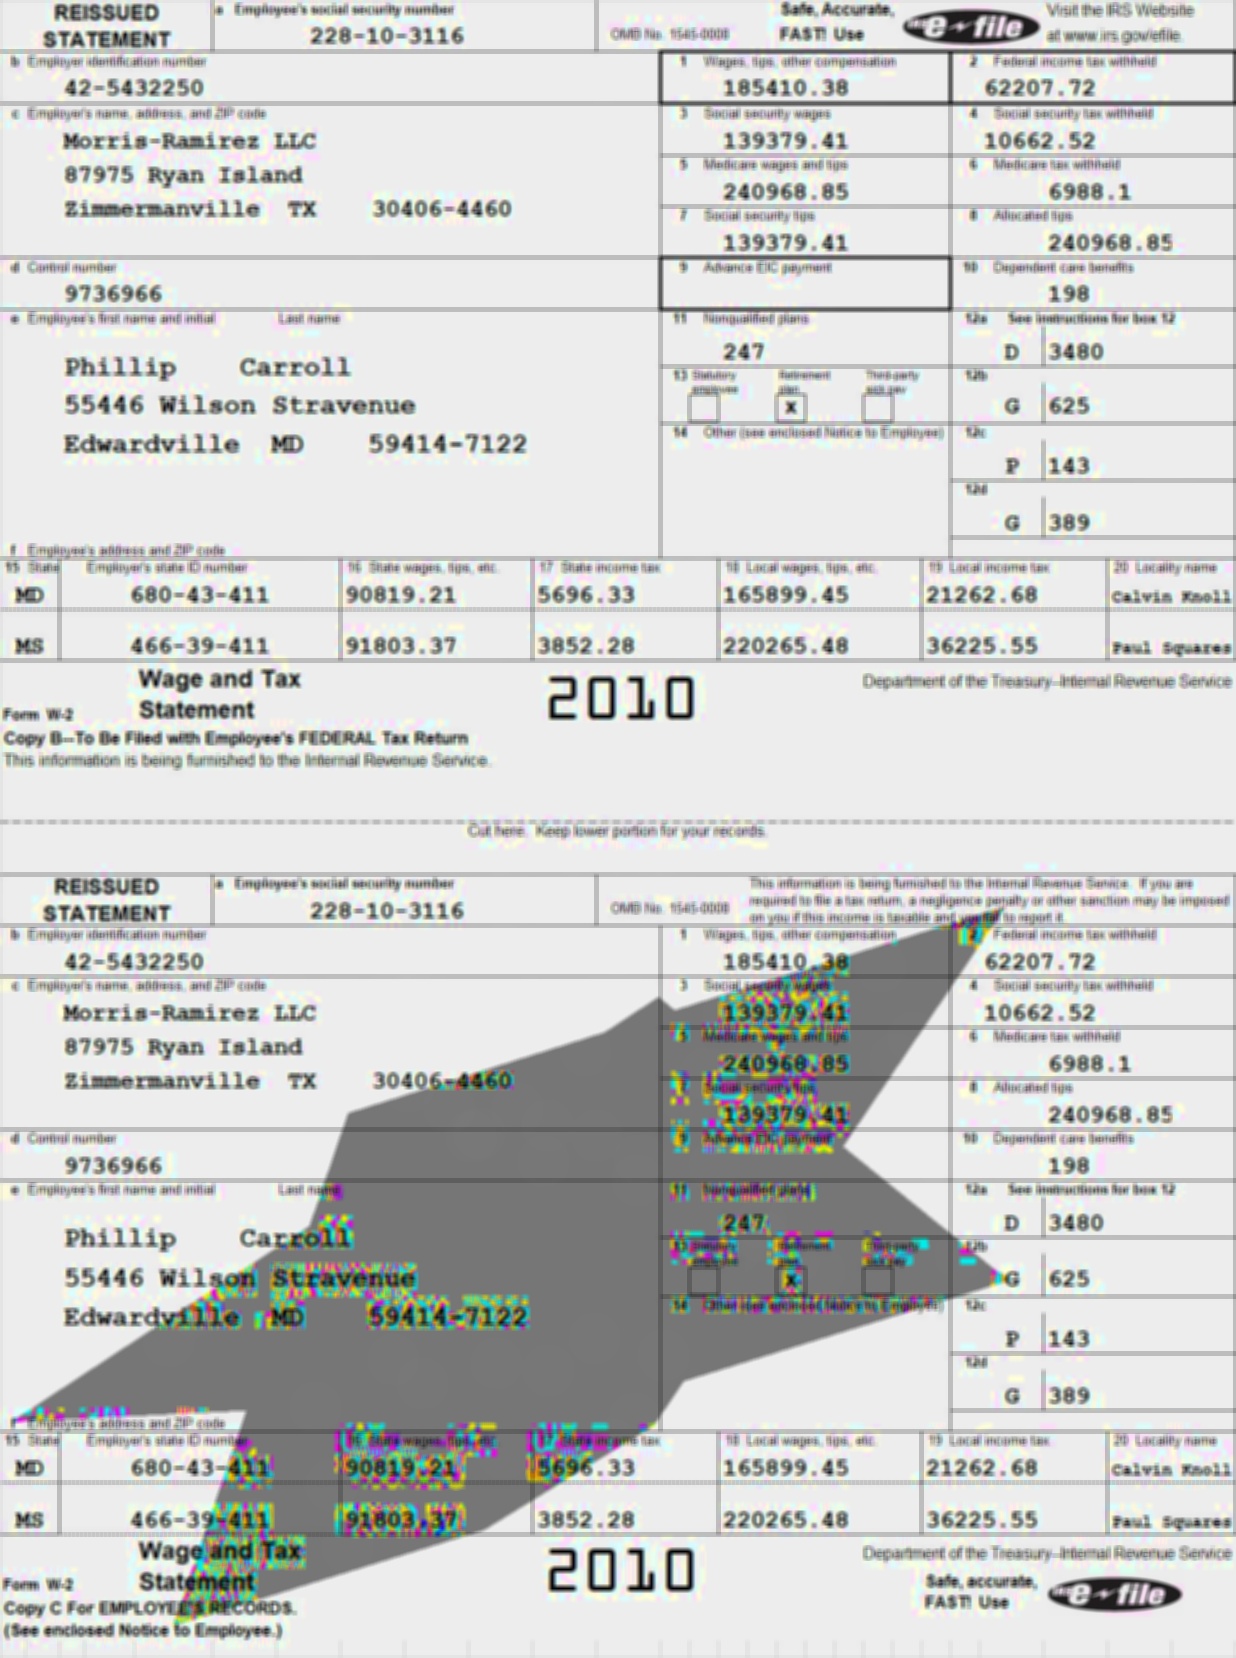 REISSUED STATEMENT
a Employee's social security number
228-10-3116
OMB No. 1545-0008
Safe, Accurate, FAST! Use
IRS e-file
Visit the IRS Website at www.irs.gov/efile.
b Employer identification number
42-5432250
1 Wages, tips, other compensation
185410.38
2 Federal income tax withheld
62207.72
c Employer's name, address, and ZIP code
Morris-Ramirez LLC
87975 Ryan Island
Zimmermanville TX 30406-4460
3 Social security wages
139379.41
4 Social security tax withheld
10662.52
5 Medicare wages and tips
240968.85
6 Medicare tax withheld
6988.1
7 Social security tips
139379.41
8 Allocated tips
240968.85
d Control number
9736966
9 Advance EIC payment
10 Dependent care benefits
198
e Employee's first name and initial Last name
Phillip Carroll
55446 Wilson Stravenue
Edwardville MD 59414-7122
11 Nonqualified plans
247
12a See instructions for box 12
D 3480
13 Statutory employee Retirement plan Third-party sick pay
X
12b
G 625
14 Other (see enclosed Notice to Employee)
12c
P 143
12d
G 389
f Employee's address and ZIP code
15 State Employer's state ID number 16 State wages, tips, etc. 17 State income tax 18 Local wages, tips, etc. 19 Local income tax 20 Locality name
MD 680-43-411 90819.21 5696.33 165899.45 21262.68 Calvin Knoll
MS 466-39-411 91803.37 3852.28 220265.48 36225.55 Paul Squares
Form W-2 Wage and Tax Statement
2010
Department of the Treasury--Internal Revenue Service
Copy B--To Be Filed with Employee's FEDERAL Tax Return
This information is being furnished to the Internal Revenue Service.
Cut here. Keep lower portion for your records.
REISSUED STATEMENT
a Employee's social security number
228-10-3116
OMB No. 1545-0008
This information is being furnished to the Internal Revenue Service. If you are
required to file a tax return, a negligence penalty or other sanction may be imposed
on you if this income is taxable and you fail to report it.
b Employer identification number
42-5432250
1 Wages, tips, other compensation
185410.38
2 Federal income tax withheld
62207.72
c Employer's name, address, and ZIP code
Morris-Ramirez LLC
87975 Ryan Island
Zimmermanville TX 30406-4460
3 Social security wages
139379.41
4 Social security tax withheld
10662.52
5 Medicare wages and tips
240968.85
6 Medicare tax withheld
6988.1
7 Social security tips
139379.41
8 Allocated tips
240968.85
d Control number
9736966
9 Advance EIC payment
10 Dependent care benefits
198
e Employee's first name and initial Last name
Phillip Carroll
55446 Wilson Stravenue
Edwardville MD 59414-7122
11 Nonqualified plans
247
12a See instructions for box 12
D 3480
13 Statutory employee Retirement plan Third-party sick pay
X
12b
G 625
14 Other (see enclosed Notice to Employee)
12c
P 143
12d
G 389
f Employee's address and ZIP code
15 State Employer's state ID number 16 State wages, tips, etc. 17 State income tax 18 Local wages, tips, etc. 19 Local income tax 20 Locality name
MD 680-43-411 90819.21 5696.33 165899.45 21262.68 Calvin Knoll
MS 466-39-411 91803.37 3852.28 220265.48 36225.55 Paul Squares
Form W-2 Wage and Tax Statement
2010
Department of the Treasury--Internal Revenue Service
Safe, accurate, FAST! Use
IRS e-file
Copy C For EMPLOYEE'S RECORDS.
(See enclosed Notice to Employee.)